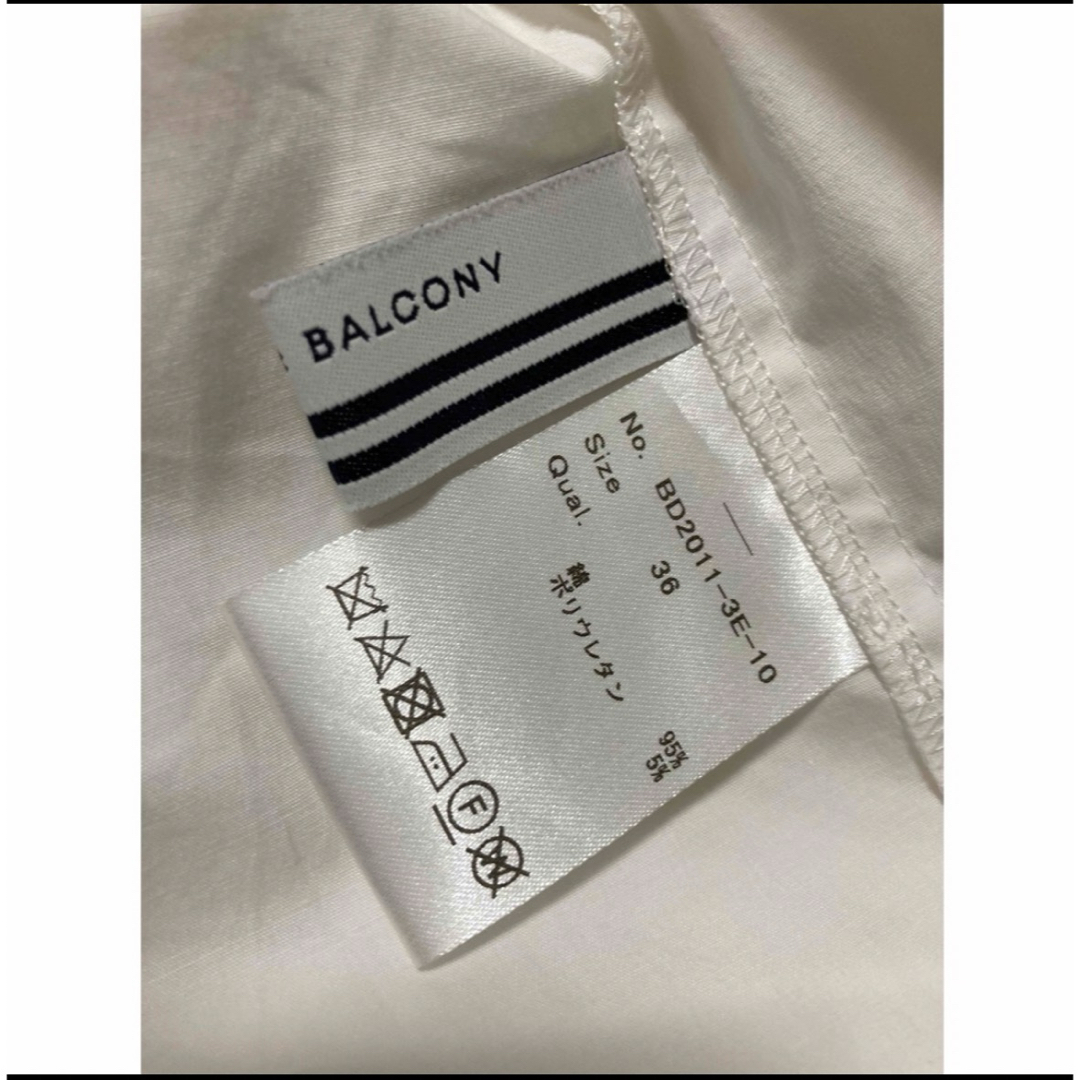 BALCONY
No. BD2011-3E-10
Size 36
Qual. 綿 95%
ポリウレタン 5%
F
W